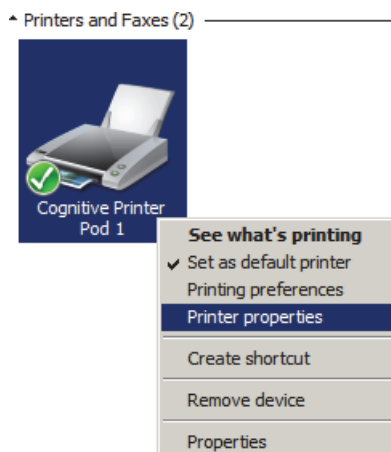 Printers and Faxes (2)
Cognitive Printer
Pod 1
See what's printing
Set as default printer
Printing preferences
Printer properties
Create shortcut
Remove device
Properties